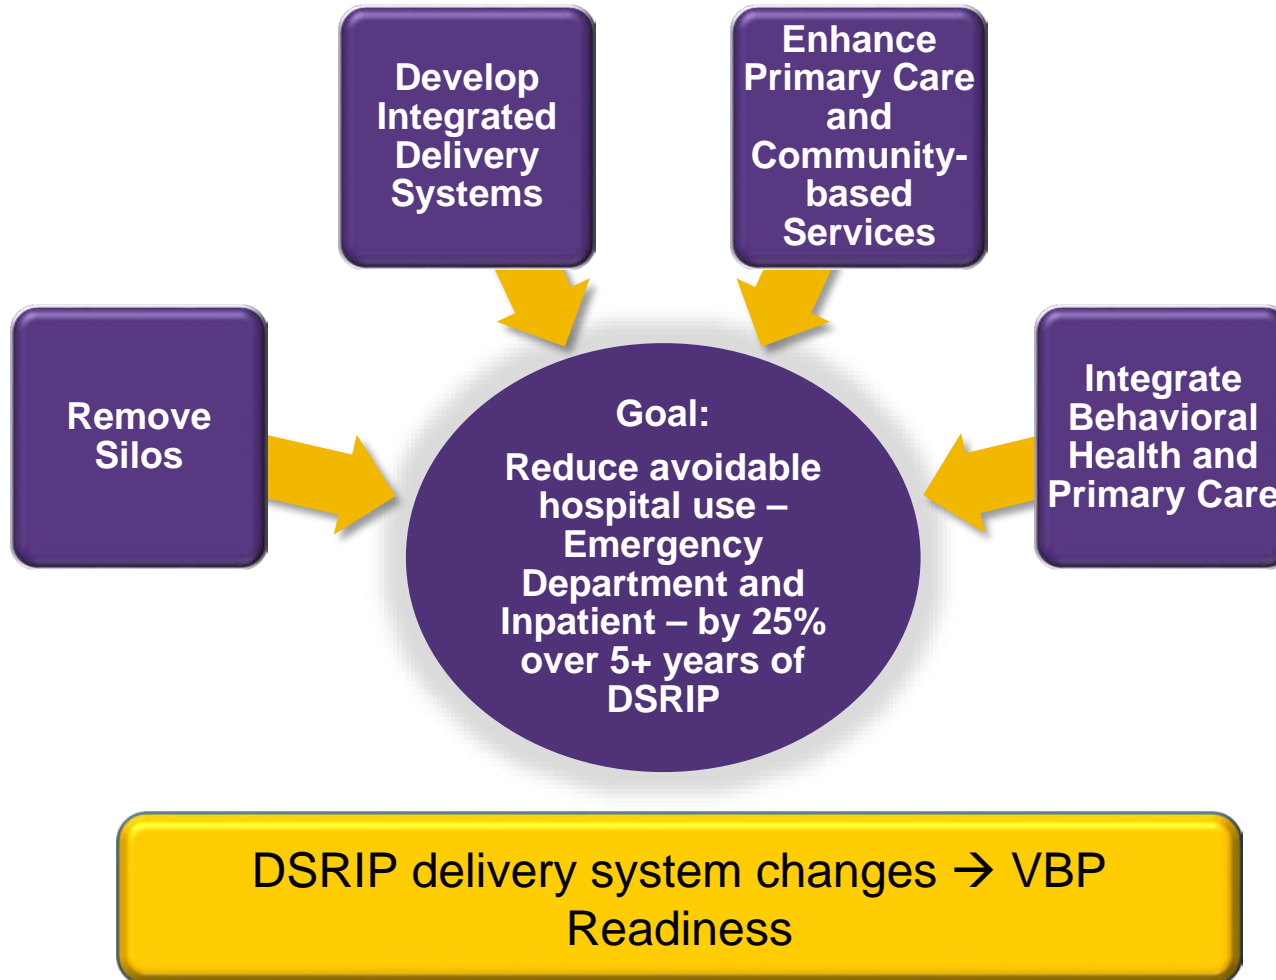 Develop
Integrated
Delivery
Systems
Enhance
Primary Care
and
Community-
based
Services
Remove
Silos
Integrate
Behavioral
Health and
Primary Care
Goal:
Reduce avoidable
hospital use –
Emergency
Department and
Inpatient – by 25%
over 5+ years of
DSRIP
DSRIP delivery system changes → VBP
Readiness